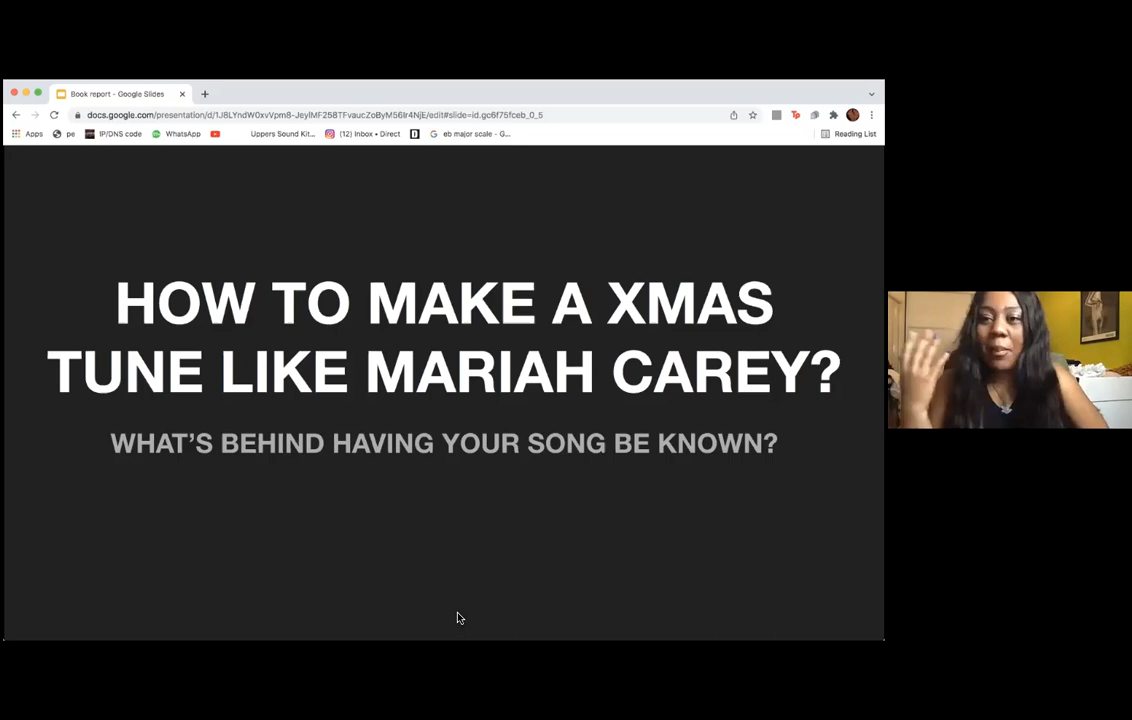 Book report - Google Slides
docs.google.com/presentation/d/1J8LYndW0xvVpm8-JeylMF258TFvaucZoByM56Ir4NjE/edit#slide=id.gc6f75fceb_0_5
Apps pe IP/DNS code WhatsApp Uppers Sound Kit... (12) Inbox • Direct eb major scale - G... Reading List
HOW TO MAKE A XMAS
TUNE LIKE MARIAH CAREY?
WHAT'S BEHIND HAVING YOUR SONG BE KNOWN?